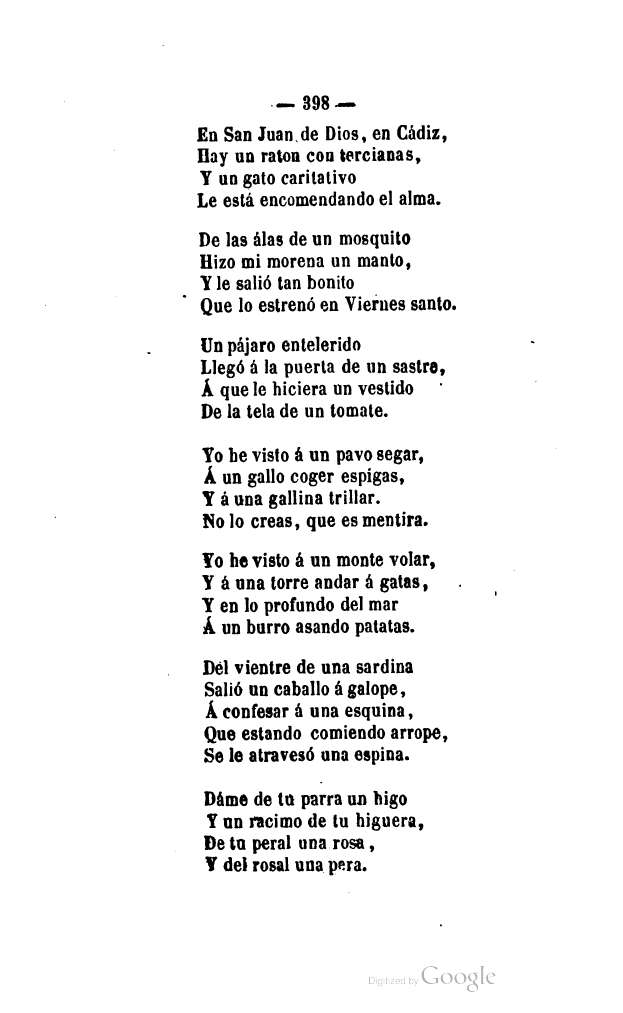 — 398 —
En San Juan de Dios, en Cádiz,
Hay un raton con tercianas,
Y un gato caritativo
Le está encomendando el alma.
De las álas de un mosquito
Hizo mi morena un manto,
Y le salió tan bonito
Que lo estrenó en Viernes santo.
Un pájaro entelerido
Llegó á la puerta de un sastre,
Á que le hiciera un vestido
De la tela de un tomate.
Yo he visto á un pavo segar,
Á un gallo coger espigas,
Y á una gallina trillar.
No lo creas, que es mentira.
Yo he visto á un monte volar,
Y á una torre andar á gatas,
Y en lo profundo del mar
Á un burro asando patatas.
Del vientre de una sardina
Salió un caballo á galope,
Á confesar á una esquina,
Que estando comiendo arrope,
Se le atravesó una espina.
Dáme de tu parra un higo
Y un racimo de tu higuera,
De tu peral una rosa,
Y del rosal una pera.
Digitized by Google